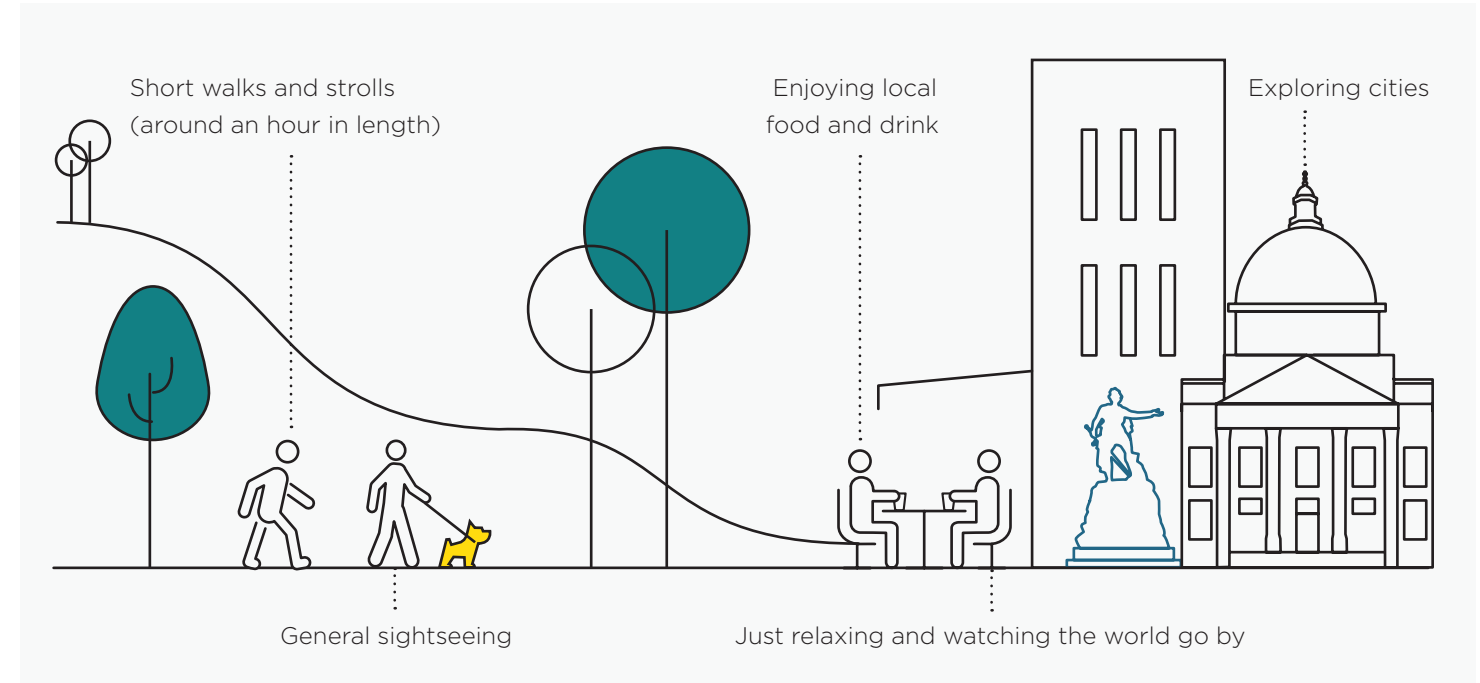 Short walks and strolls
(around an hour in length)
Enjoying local
food and drink
Exploring cities
General sightseeing
Just relaxing and watching the world go by